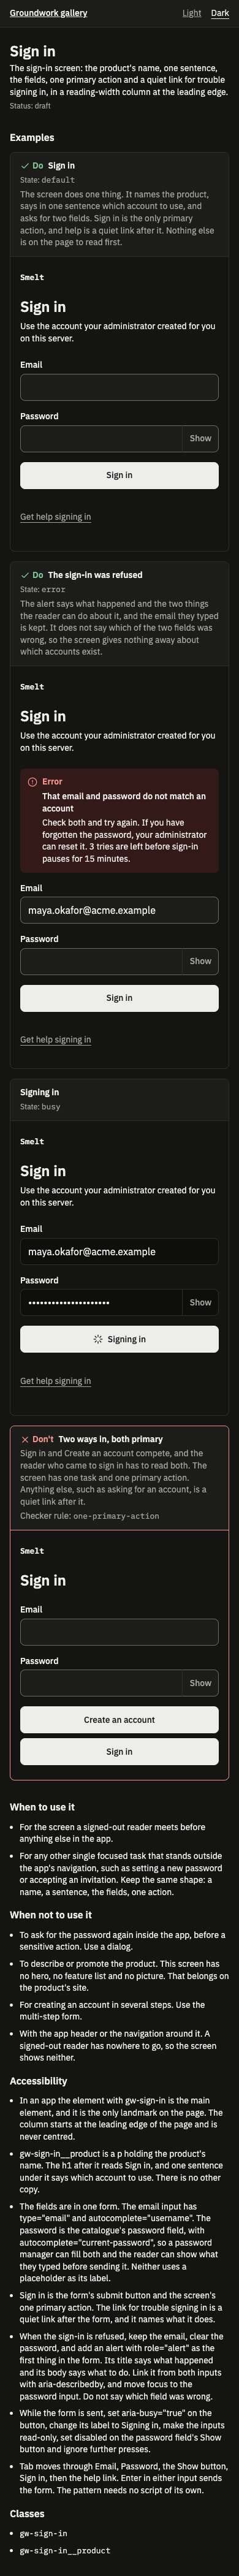 Groundwork gallery
Light Dark
Sign in
The sign-in screen: the product's name, one sentence,
the fields, one primary action and a quiet link for trouble
signing in, in a reading-width column at the leading edge.
Status: draft
Examples
Do Sign in
State: default
The screen does one thing. It names the product,
says in one sentence which account to use, and
asks for two fields. Sign in is the only primary
action, and help is a quiet link after it. Nothing else
is on the page to read first.
Smelt
Sign in
Use the account your administrator created for you
on this server.
Email
Password
Show
Sign in
Get help signing in
Do The sign-in was refused
State: error
The alert says what happened and the two things
the reader can do about it, and the email they typed
is kept. It does not say which of the two fields was
wrong, so the screen gives nothing away about
which accounts exist.
Smelt
Sign in
Use the account your administrator created for you
on this server.
Error
That email and password do not match an
account
Check both and try again. If you have
forgotten the password, your administrator
can reset it. 3 tries are left before sign-in
pauses for 15 minutes.
Email
maya.okafor@acme.example
Password
Show
Sign in
Get help signing in
Signing in
State: busy
Smelt
Sign in
Use the account your administrator created for you
on this server.
Email
maya.okafor@acme.example
Password
Show
Signing in
Get help signing in
Don't Two ways in, both primary
Sign in and Create an account compete, and the
reader who came to sign in has to read both. The
screen has one task and one primary action.
Anything else, such as asking for an account, is a
quiet link after it.
Checker rule: one-primary-action
Smelt
Sign in
Email
Password
Show
Create an account
Sign in
When to use it
• For the screen a signed-out reader meets before
anything else in the app.
• For any other single focused task that stands outside
the app's navigation, such as setting a new password
or accepting an invitation. Keep the same shape: a
name, a sentence, the fields, one action.
When not to use it
• To ask for the password again inside the app, before a
sensitive action. Use a dialog.
• To describe or promote the product. This screen has
no hero, no feature list and no picture. That belongs on
the product's site.
• For creating an account in several steps. Use the
multi-step form.
• With the app header or the navigation around it. A
signed-out reader has nowhere to go, so the screen
shows neither.
Accessibility
• In an app the element with gw-sign-in is the main
element, and it is the only landmark on the page. The
column starts at the leading edge of the page and is
never centred.
• gw-sign-in__product is a p holding the product's
name. The h1 after it reads Sign in, and one sentence
under it says which account to use. There is no other
copy.
• The fields are in one form. The email input has
type="email" and autocomplete="username". The
password is the catalogue's password field, with
autocomplete="current-password", so a password
manager can fill both and the reader can show what
they typed before sending it. Neither uses a
placeholder as its label.
• Sign in is the form's submit button and the screen's
one primary action. The link for trouble signing in is a
quiet link after the form, and it names what it does.
• When the sign-in is refused, keep the email, clear the
password, and add an alert with role="alert" as the
first thing in the form. Its title says what happened
and its body says what to do. Link it from both inputs
with aria-describedby, and move focus to the
password input. Do not say which field was wrong.
• While the form is sent, set aria-busy="true" on the
button, change its label to Signing in, make the inputs
read-only, set disabled on the password field's Show
button and ignore further presses.
• Tab moves through Email, Password, the Show button,
Sign in, then the help link. Enter in either input sends
the form. The pattern needs no script of its own.
Classes
• gw-sign-in
• gw-sign-in__product